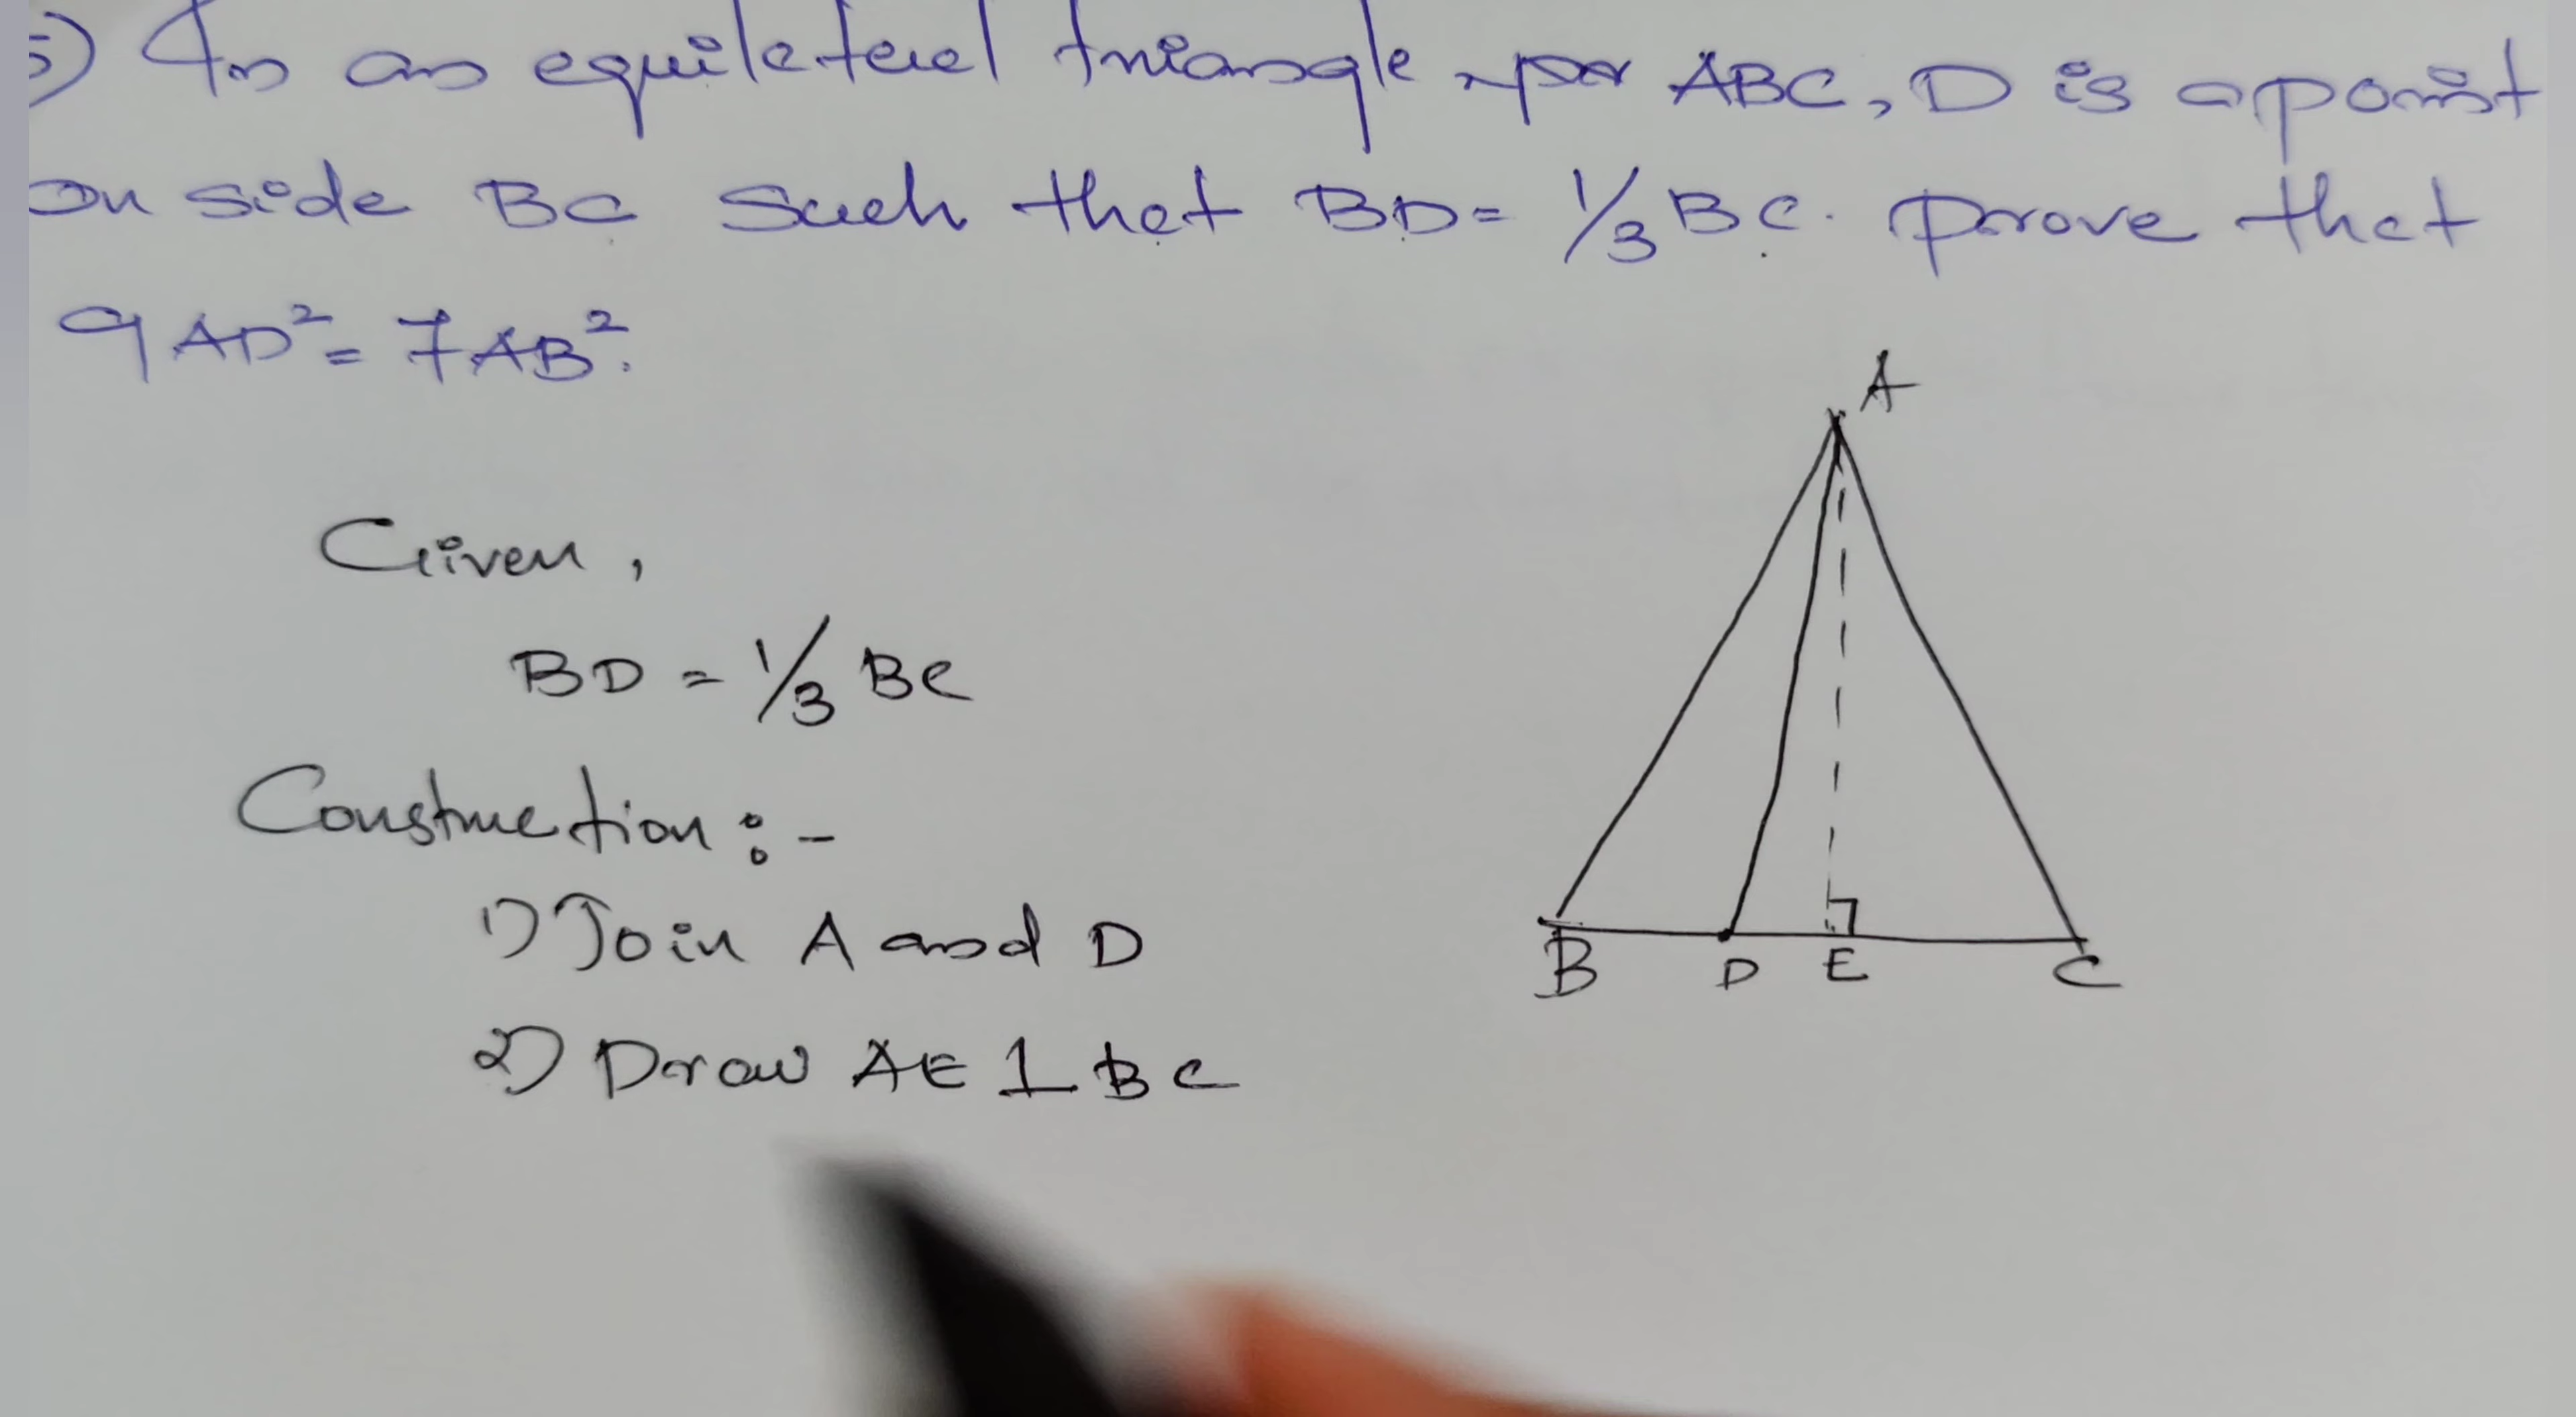 5) In an equilateral triangle ABC, D is a point
on side BC such that BD= 1/3 BC. prove that
9AD²= 7AB².
A
Given,
BD = 1/3 BC
Construction :-
1) Join A and D
B D E C
2) Draw AE ⊥ BC